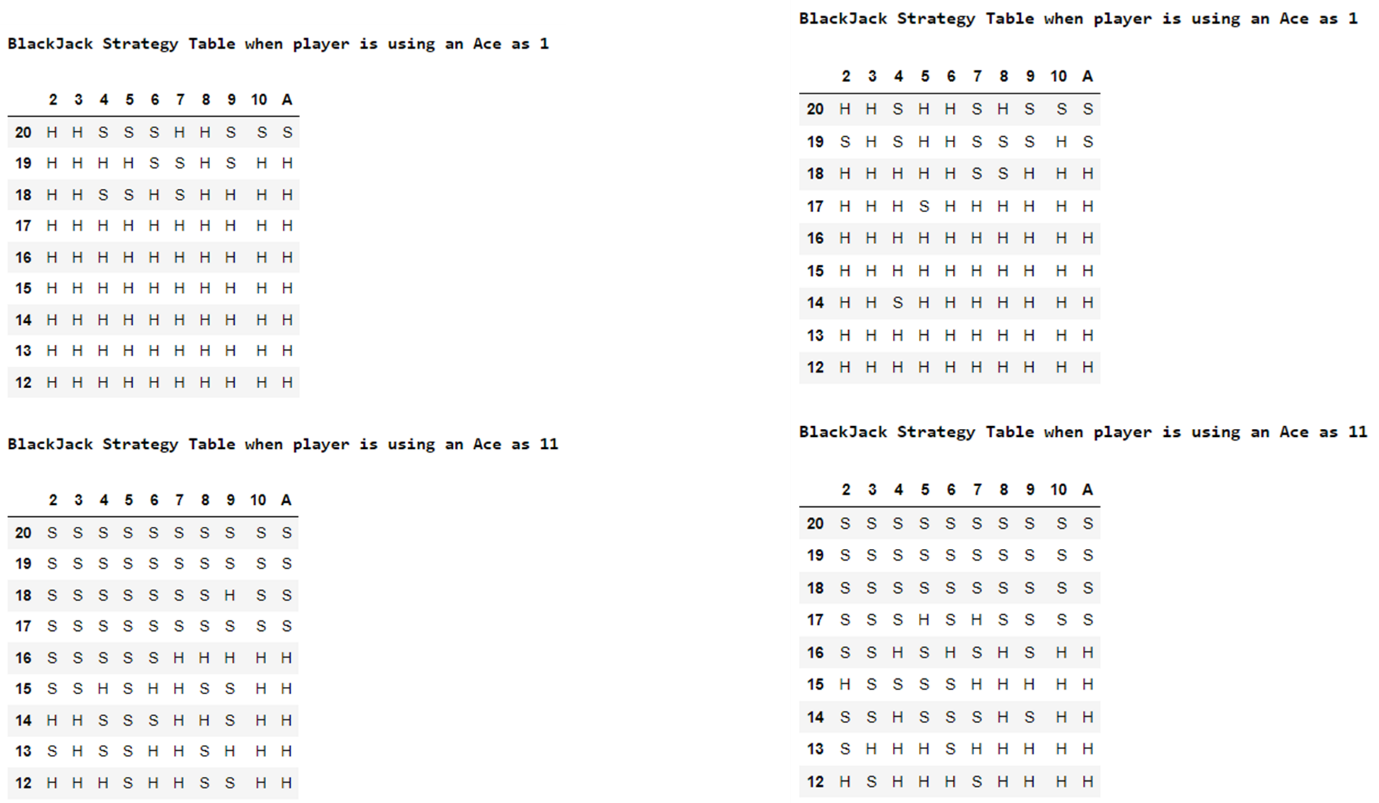 BlackJack Strategy Table when player is using an Ace as 1
2 3 4 5 6 7 8 9 10 A
20 H H S S S H H S S S
19 H H H H S S H S H H
18 H H S S H S H H H H
17 H H H H H H H H H H
16 H H H H H H H H H H
15 H H H H H H H H H H
14 H H H H H H H H H H
13 H H H H H H H H H H
12 H H H H H H H H H H
BlackJack Strategy Table when player is using an Ace as 11
2 3 4 5 6 7 8 9 10 A
20 S S S S S S S S S S
19 S S S S S S S S S S
18 S S S S S S S H S S
17 S S S S S S S S S S
16 S S S S S H H H H H
15 S S H S H H S S H H
14 H H S S S H H S H H
13 S H S S H H S H H H
12 H H H S H H S S H H
BlackJack Strategy Table when player is using an Ace as 1
2 3 4 5 6 7 8 9 10 A
20 H H S H H S H S S S
19 S H S H H S S S H S
18 H H H H H S S H H H
17 H H H S H H H H H H
16 H H H H H H H H H H
15 H H H H H H H H H H
14 H H S H H H H H H H
13 H H H H H H H H H H
12 H H H H H H H H H H
BlackJack Strategy Table when player is using an Ace as 11
2 3 4 5 6 7 8 9 10 A
20 S S S S S S S S S S
19 S S S S S S S S S S
18 S S S S S S S S S S
17 S S S H S H S S S S
16 S S H S H S H S H H
15 H S S S S H H H H H
14 S S H S S S H S H H
13 S H H H S H H H H H
12 H S H H H S H H H H